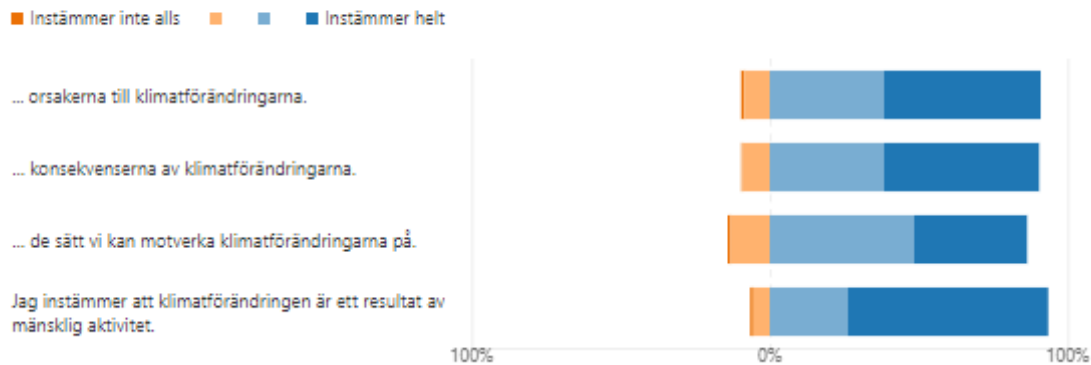 Instämmer inte alls Instämmer helt
... orsakerna till klimatförändringarna.
... konsekvenserna av klimatförändringarna.
... de sätt vi kan motverka klimatförändringarna på.
Jag instämmer att klimatförändringen är ett resultat av
mänsklig aktivitet.
100% 0% 100%